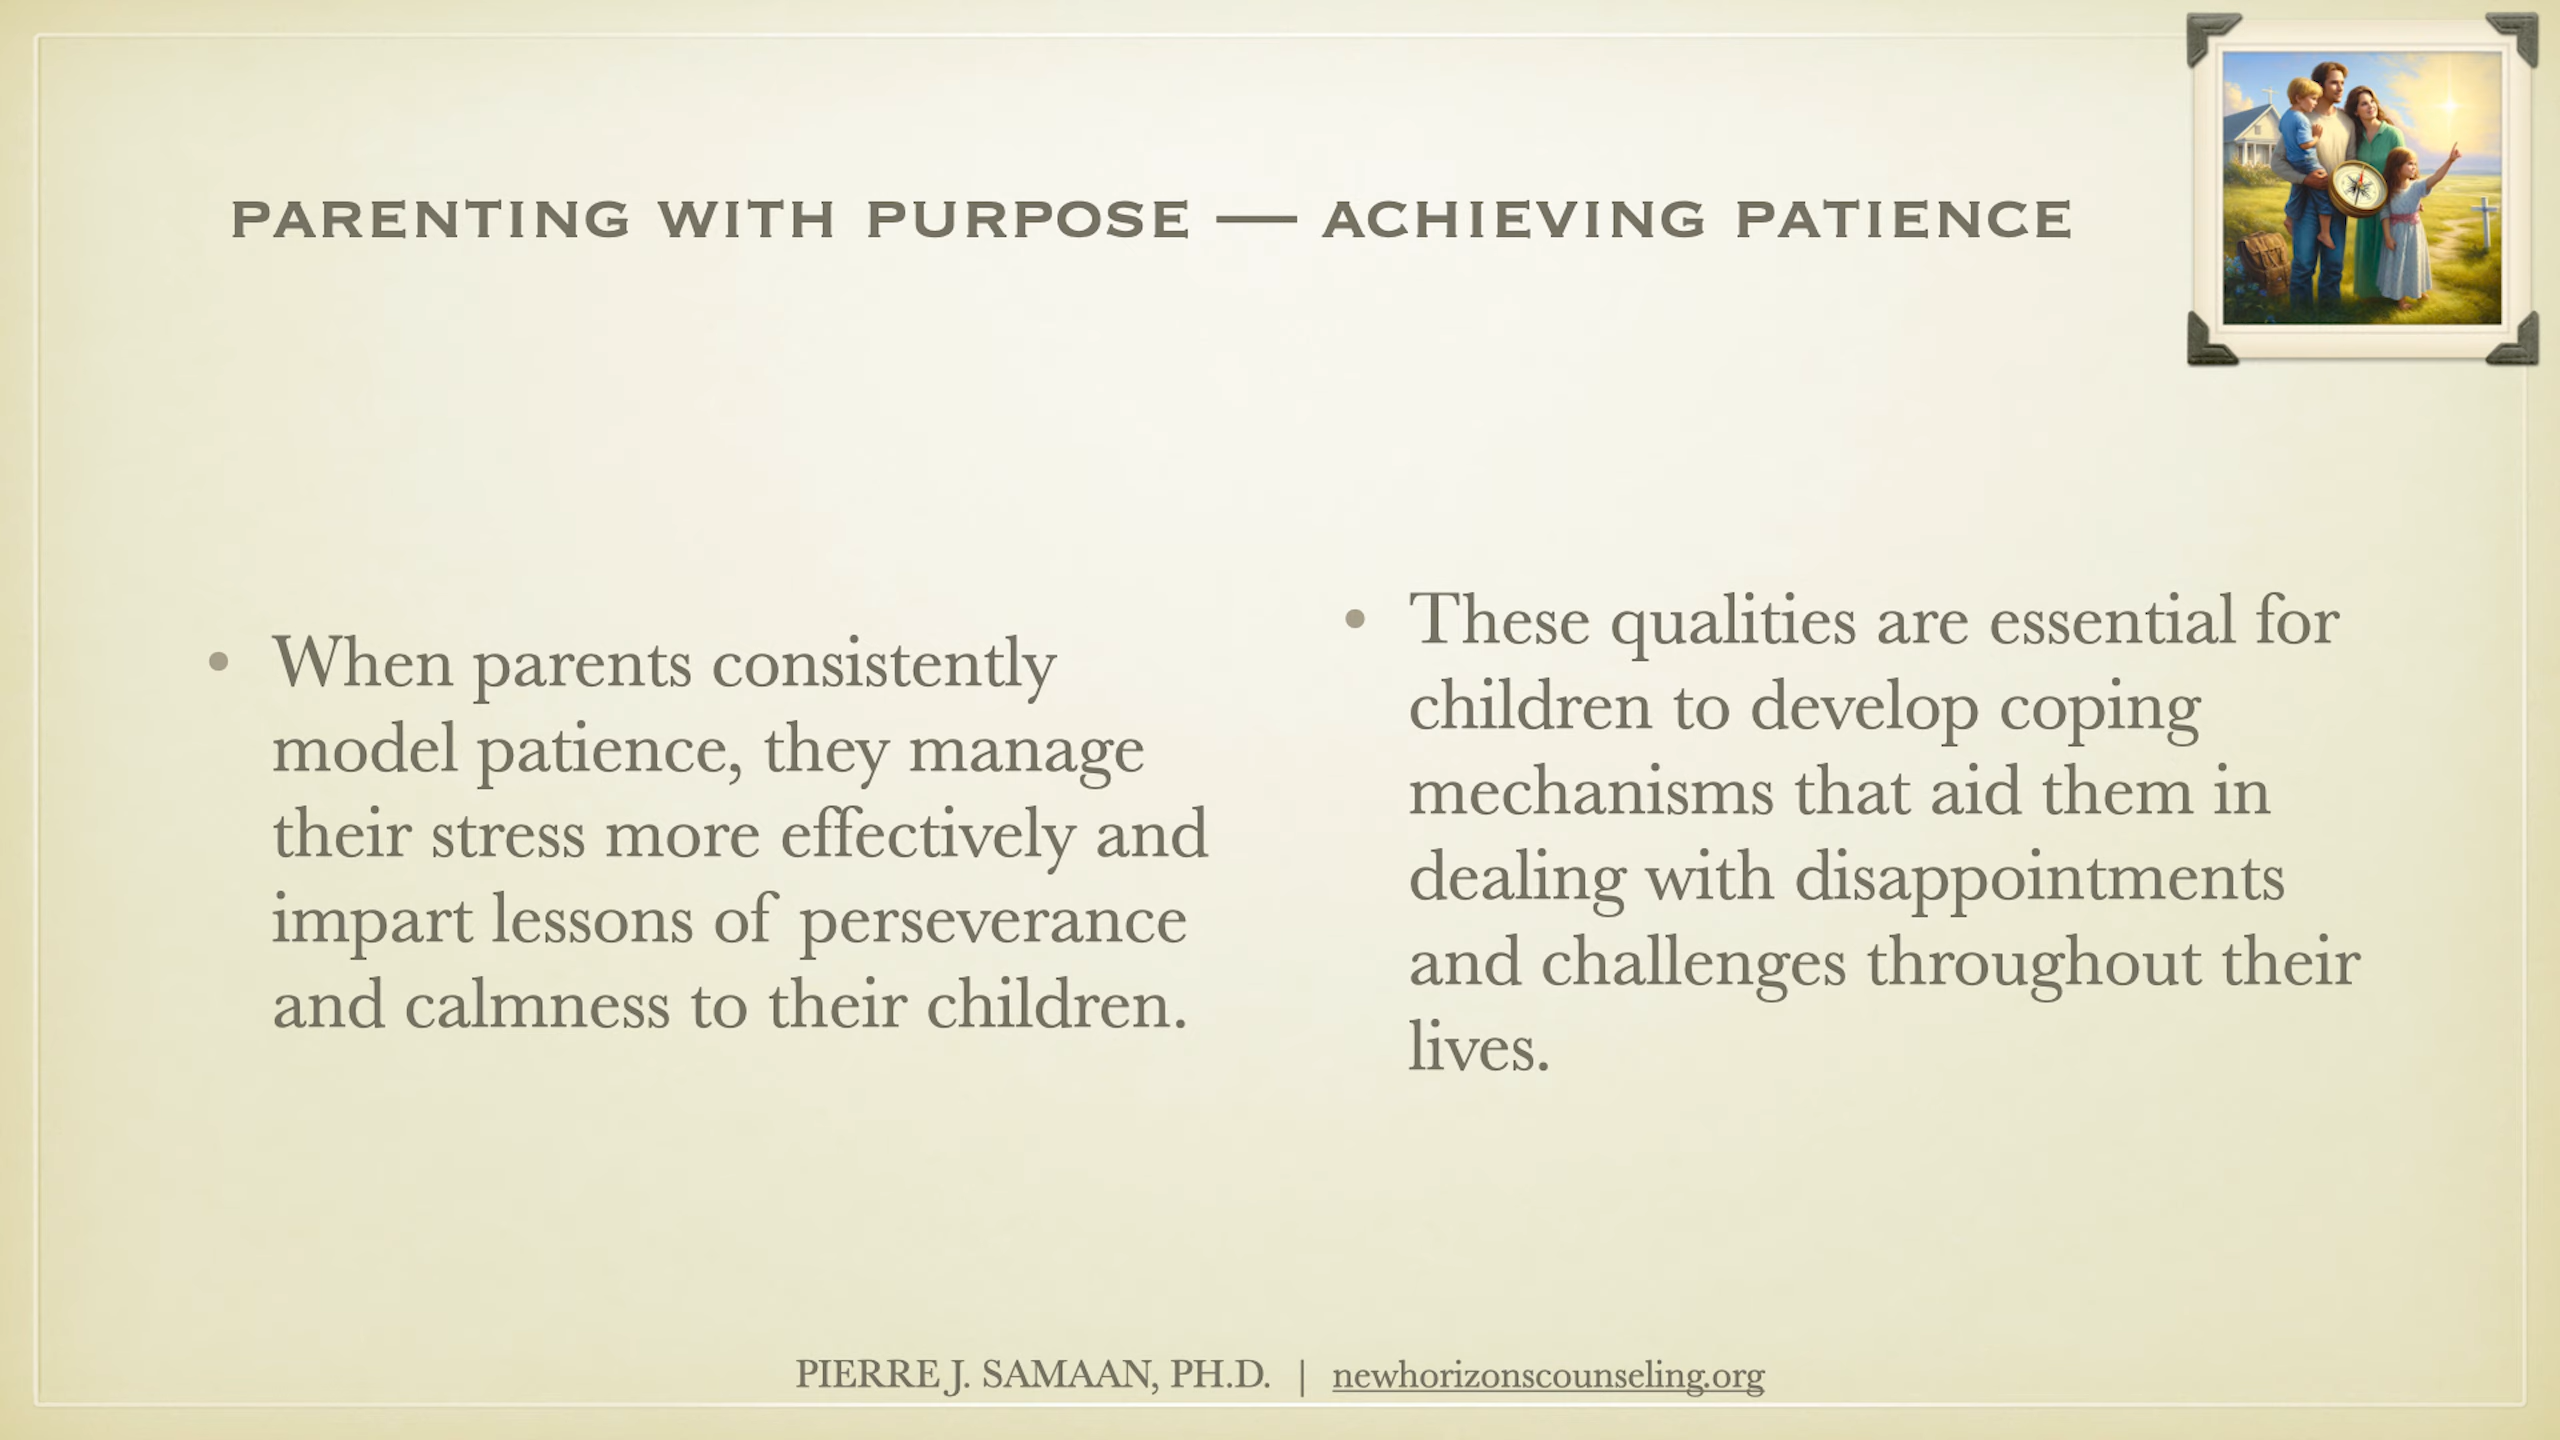 PARENTING WITH PURPOSE — ACHIEVING PATIENCE
• When parents consistently
model patience, they manage
their stress more effectively and
impart lessons of perseverance
and calmness to their children.
• These qualities are essential for
children to develop coping
mechanisms that aid them in
dealing with disappointments
and challenges throughout their
lives.
PIERRE J. SAMAAN, PH.D. | newhorizonscounseling.org